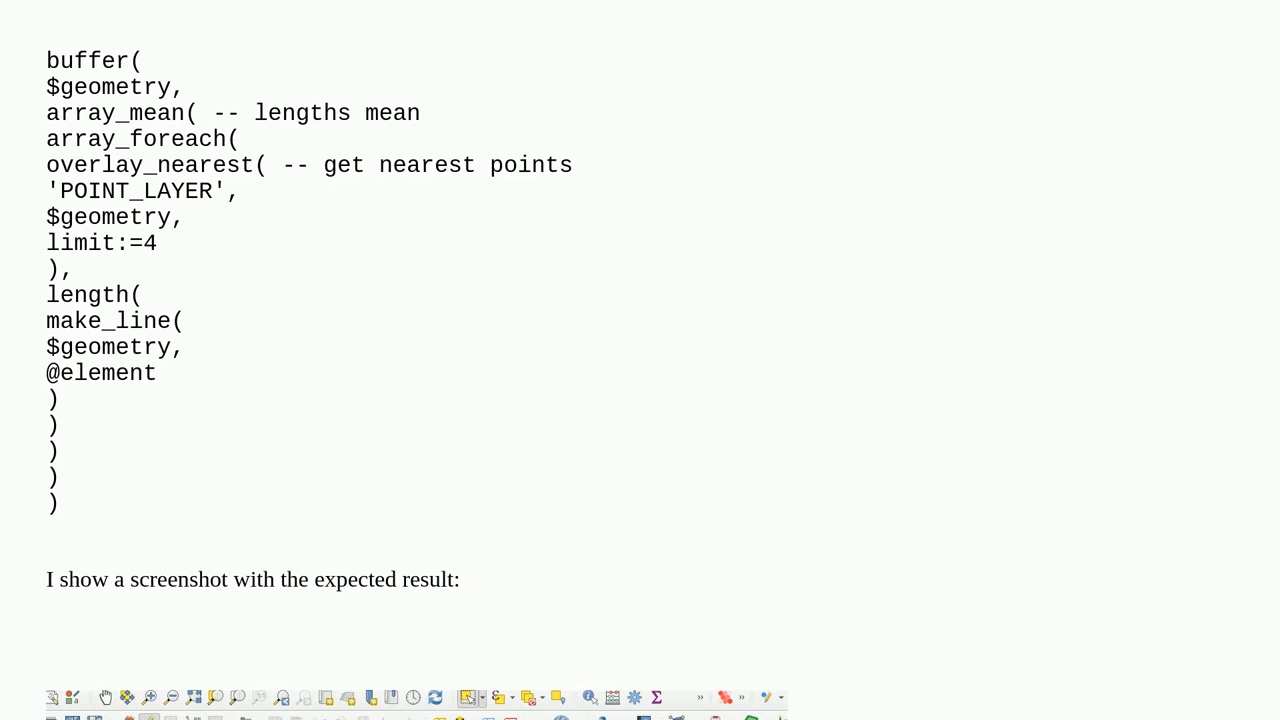 buffer(
$geometry,
array_mean( -- lengths mean
array_foreach(
overlay_nearest( -- get nearest points
'POINT_LAYER',
$geometry,
limit:=4
),
length(
make_line(
$geometry,
@element
)
)
)
)
)
I show a screenshot with the expected result: